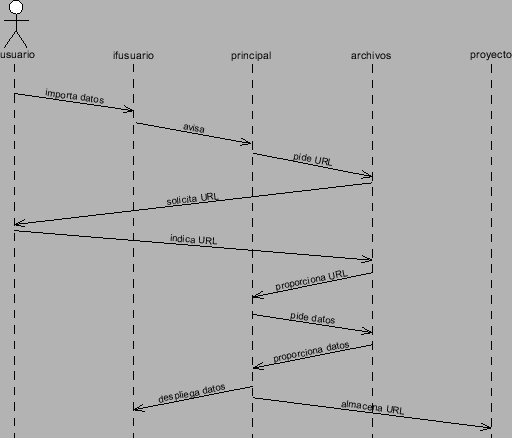 usuario
ifusuario
principal
archivos
proyecto
importa datos
avisa
pide URL
solicita URL
indica URL
proporciona URL
pide datos
proporciona datos
despliega datos
almacena URL